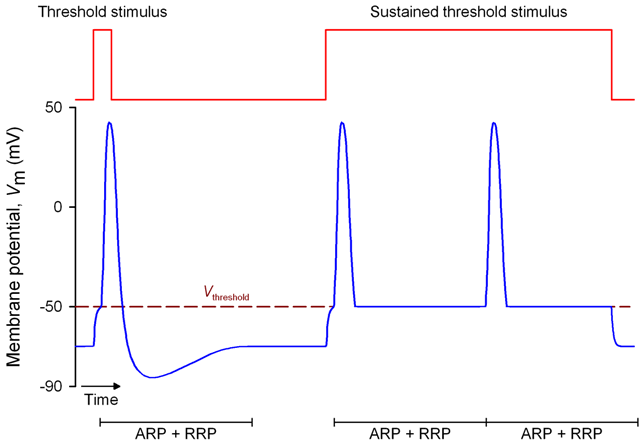 Threshold stimulus
Sustained threshold stimulus
Membrane potential, Vm (mV)
50
0
-50
-90
Vthreshold
Time
ARP + RRP
ARP + RRP
ARP + RRP